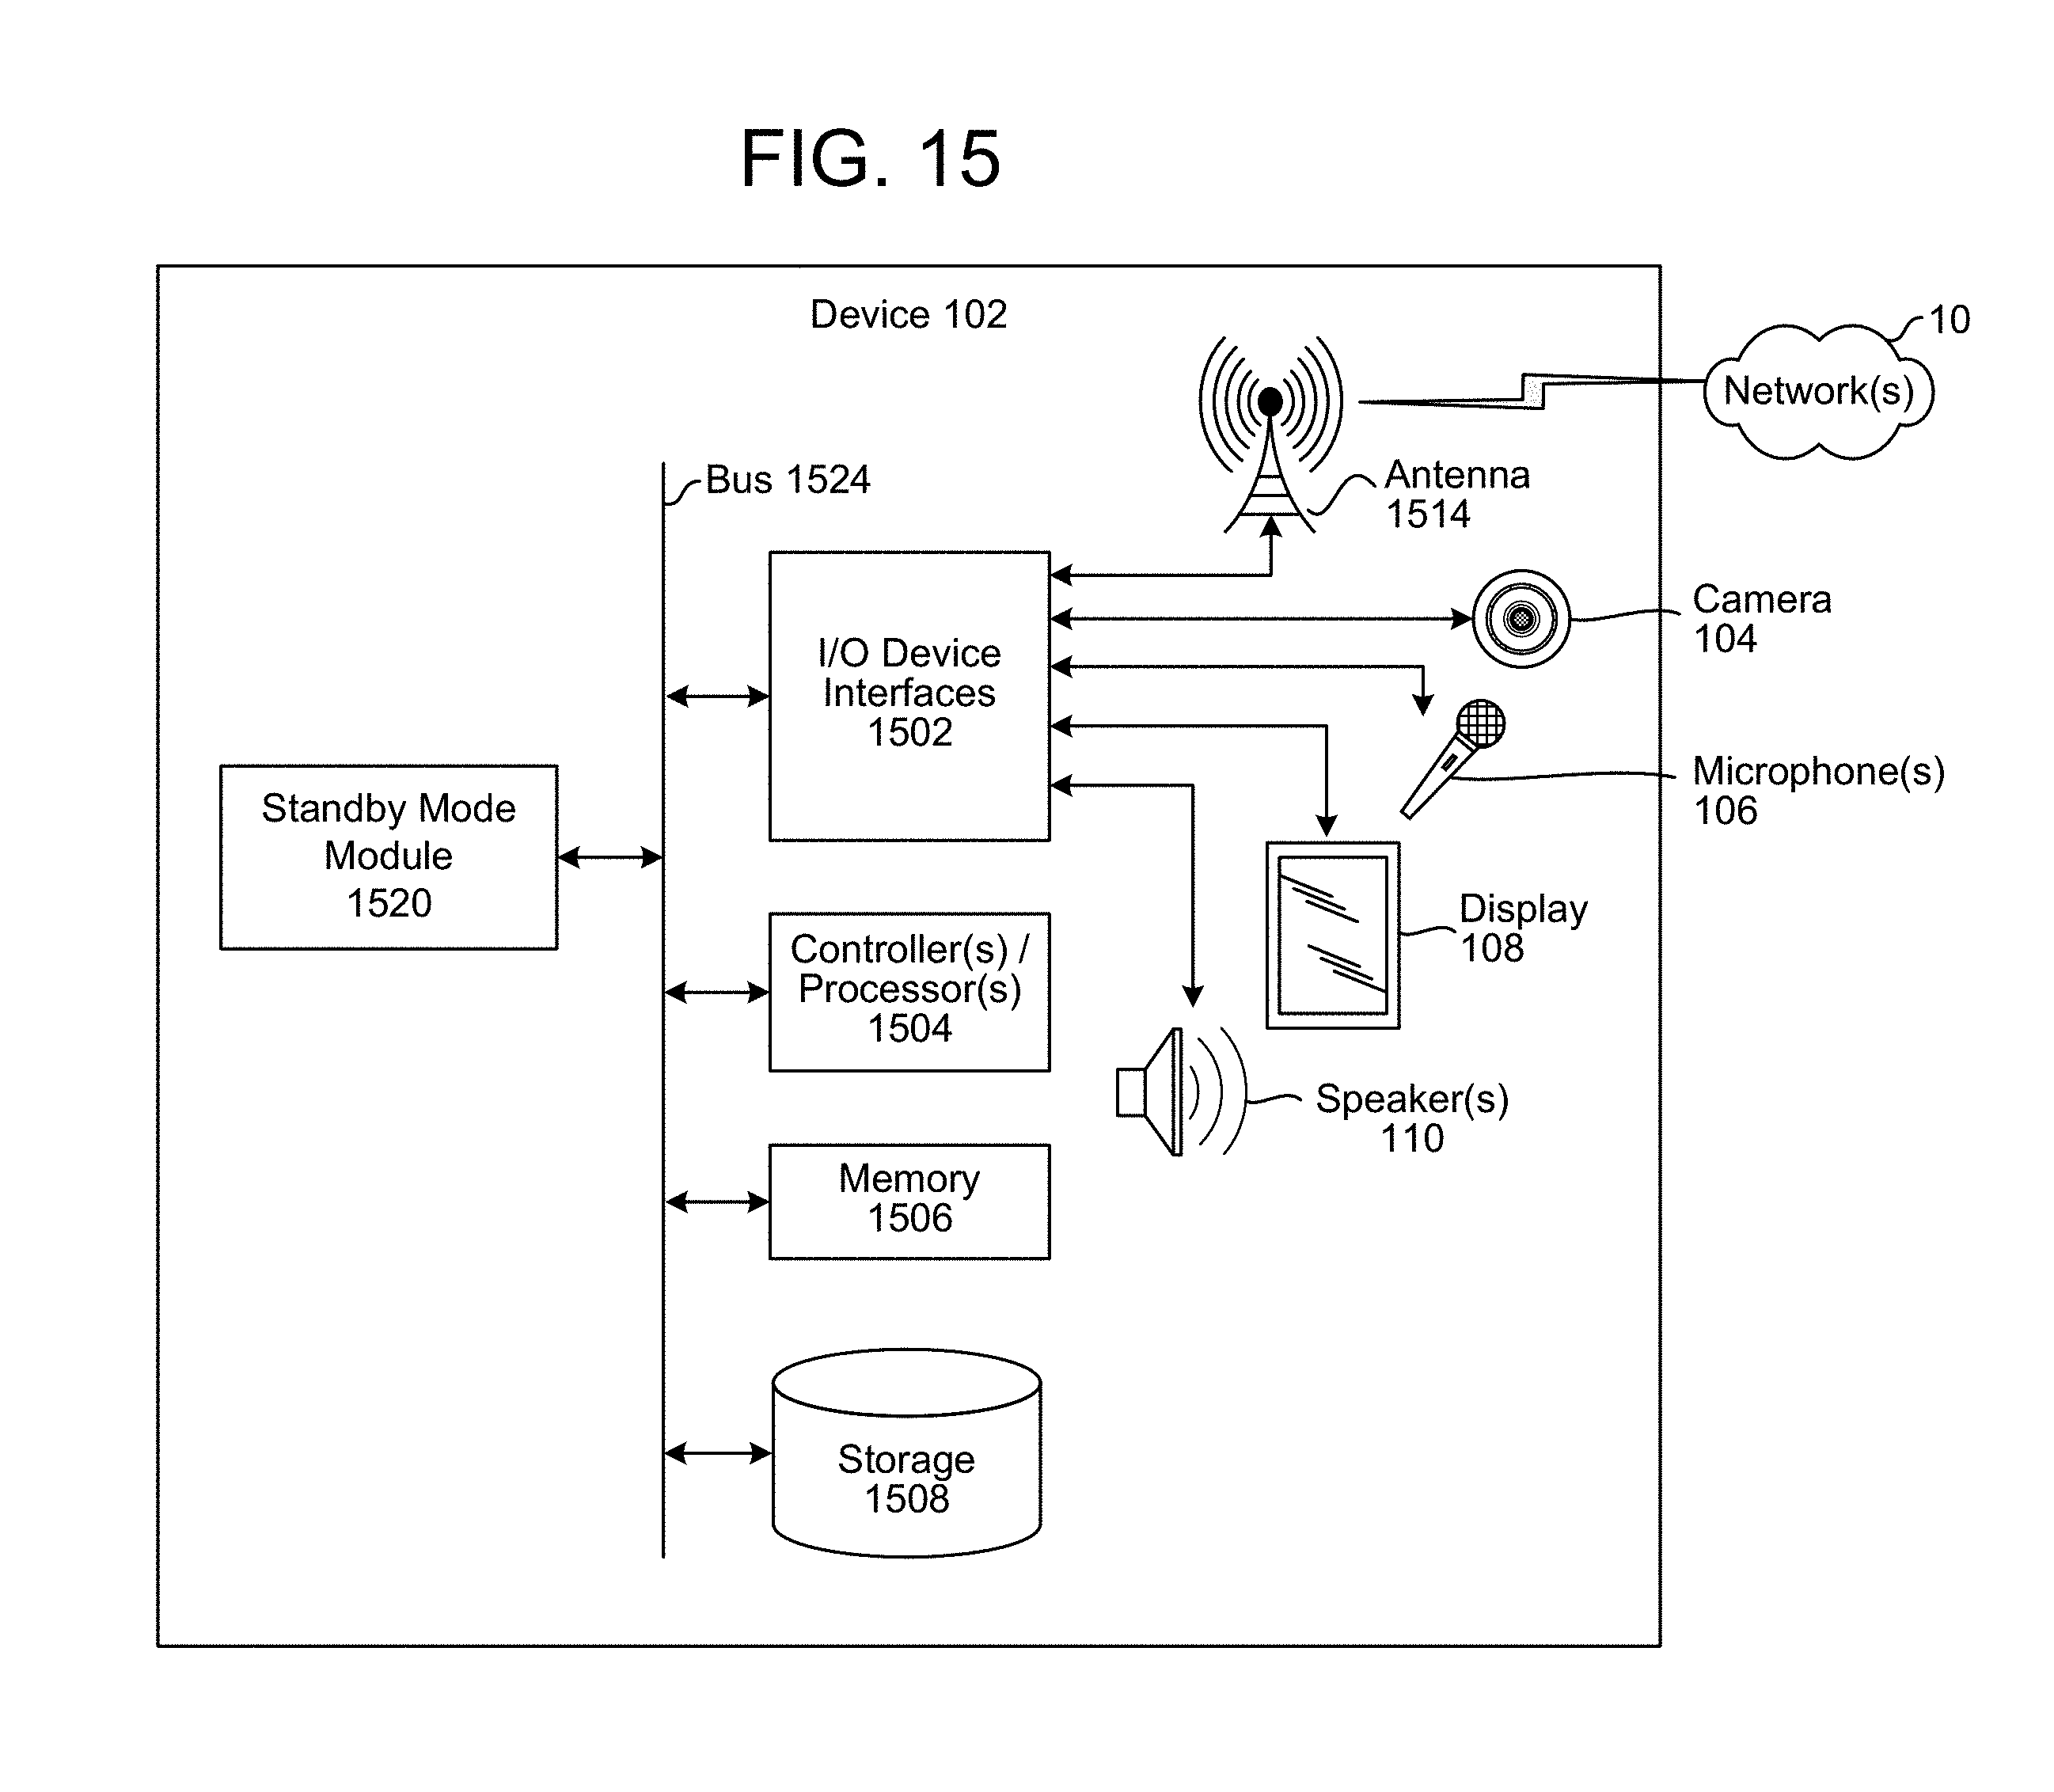 FIG. 15
Device 102
10
Network(s)
Bus 1524
Antenna
1514
I/O Device
Interfaces
1502
Camera
104
Microphone(s)
106
Standby Mode
Module
1520
Display
108
Controller(s) /
Processor(s)
1504
Speaker(s)
110
Memory
1506
Storage
1508